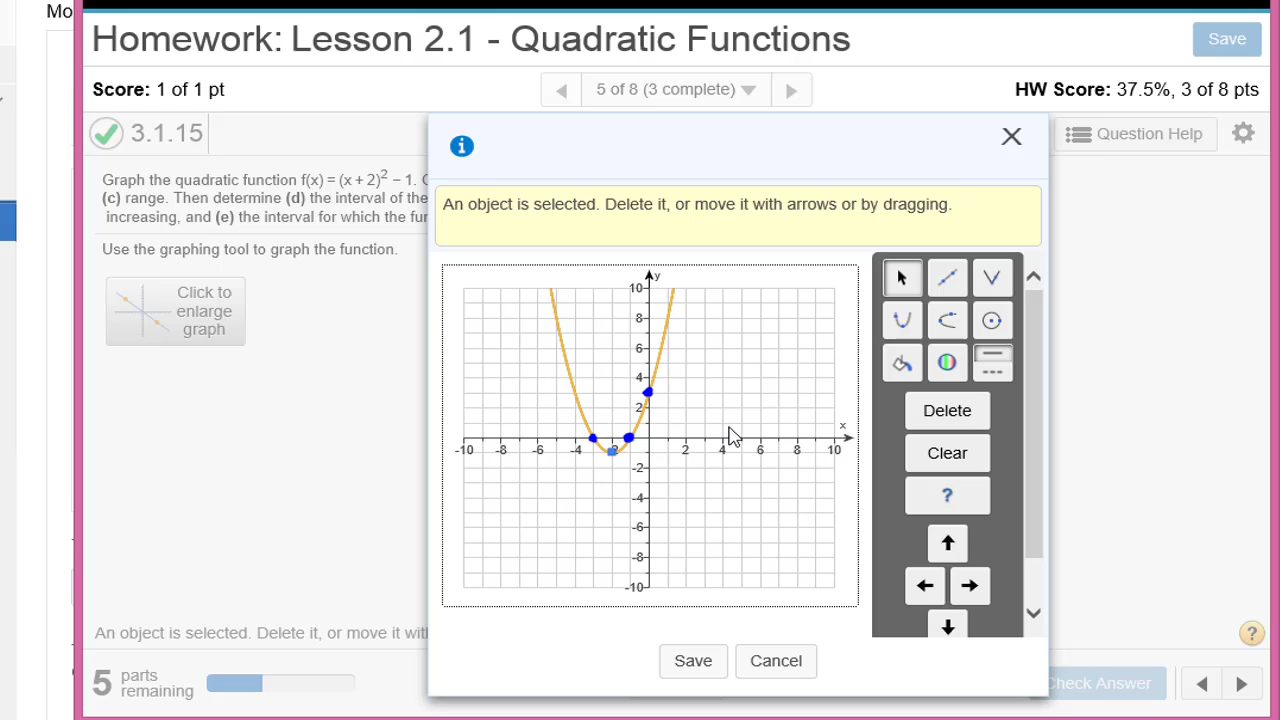 Mo
Homework: Lesson 2.1 - Quadratic Functions
Save
Score: 1 of 1 pt
5 of 8 (3 complete)
HW Score: 37.5%, 3 of 8 pts
3.1.15
Question Help
Graph the quadratic function f(x) = (x + 2)² − 1.
(c) range. Then determine (d) the interval of the
increasing, and (e) the interval for which the fur
Use the graphing tool to graph the function.
Click to
enlarge
graph
An object is selected. Delete it, or move it with arrows or by dragging.
y
10
8
6
4
2
x
-10 -8 -6 -4 -2 2 4 6 8 10
-2
-4
-6
-8
-10
Delete
Clear
?
Save
Cancel
An object is selected. Delete it, or move it wit
?
5 parts
remaining
Check Answer